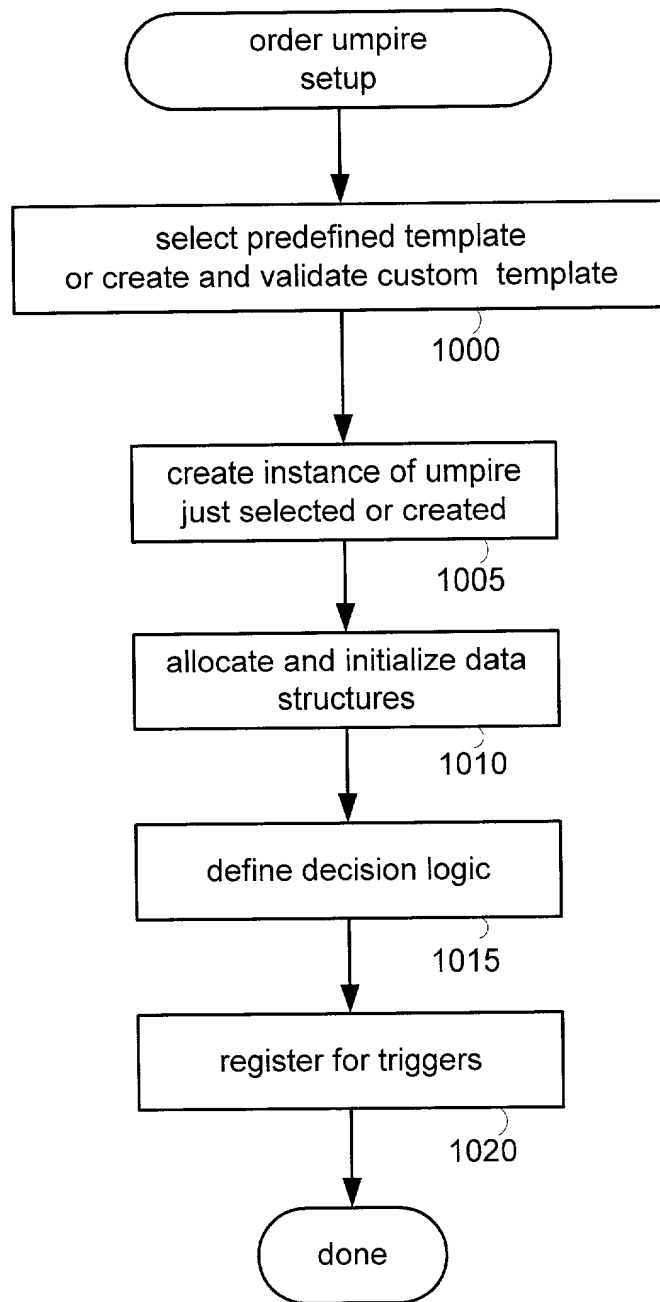 order umpire
setup
select predefined template
or create and validate custom template
1000
create instance of umpire
just selected or created
1005
allocate and initialize data
structures
1010
define decision logic
1015
register for triggers
1020
done